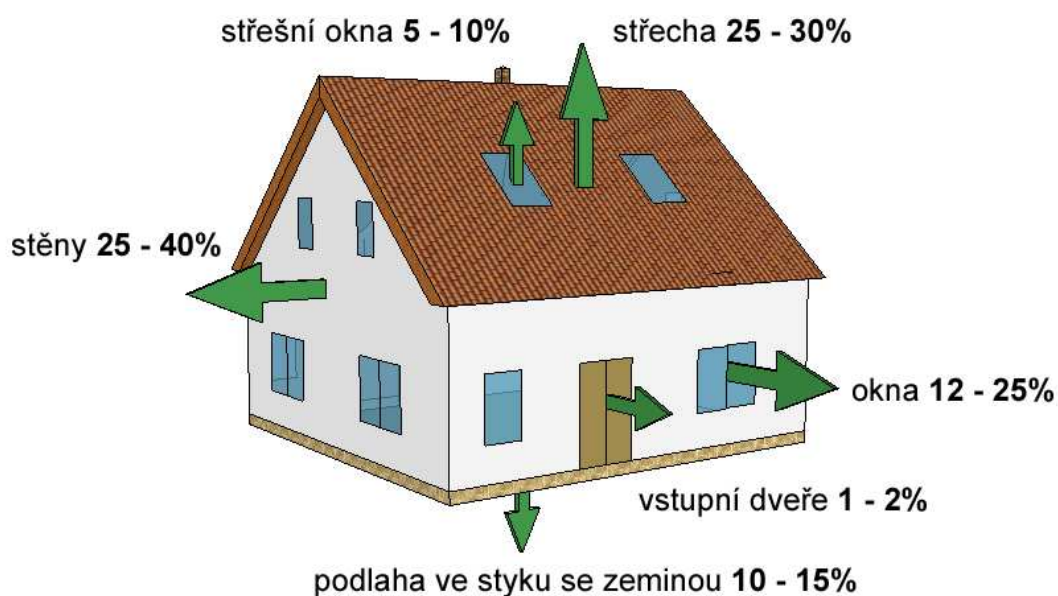 střešní okna 5 - 10%
střecha 25 - 30%
stěny 25 - 40%
okna 12 - 25%
vstupní dveře 1 - 2%
podlaha ve styku se zeminou 10 - 15%